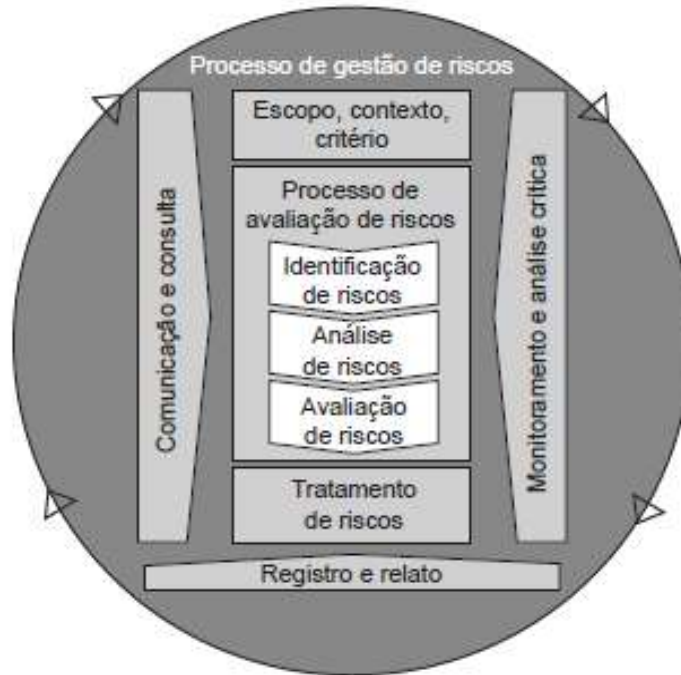 Processo de gestão de riscos
Escopo, contexto,
critério
Processo de
avaliação de riscos
Identificação
de riscos
Análise
de riscos
Avaliação
de riscos
Tratamento
de riscos
Comunicação e consulta
Monitoramento e análise crítica
Registro e relato